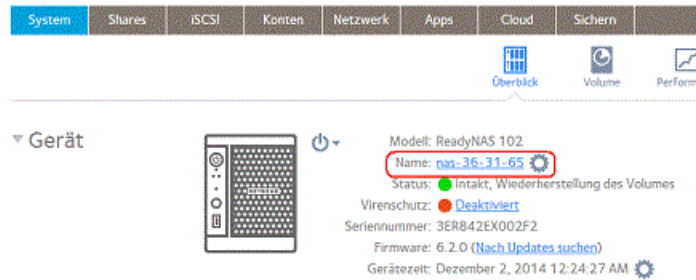 System Shares iSCSI Konten Netzwerk Apps Cloud Sichern
Überblick Volume Perform
Gerät
Modell: ReadyNAS 102
Name: nas-36-31-65
Status: Intakt, Wiederherstellung des Volumes
Virenschutz: Deaktiviert
Seriennummer: 3ER842EX002F2
Firmware: 6.2.0 (Nach Updates suchen)
Gerätezeit: Dezember 2, 2014 12:24:27 AM
NETGEAR